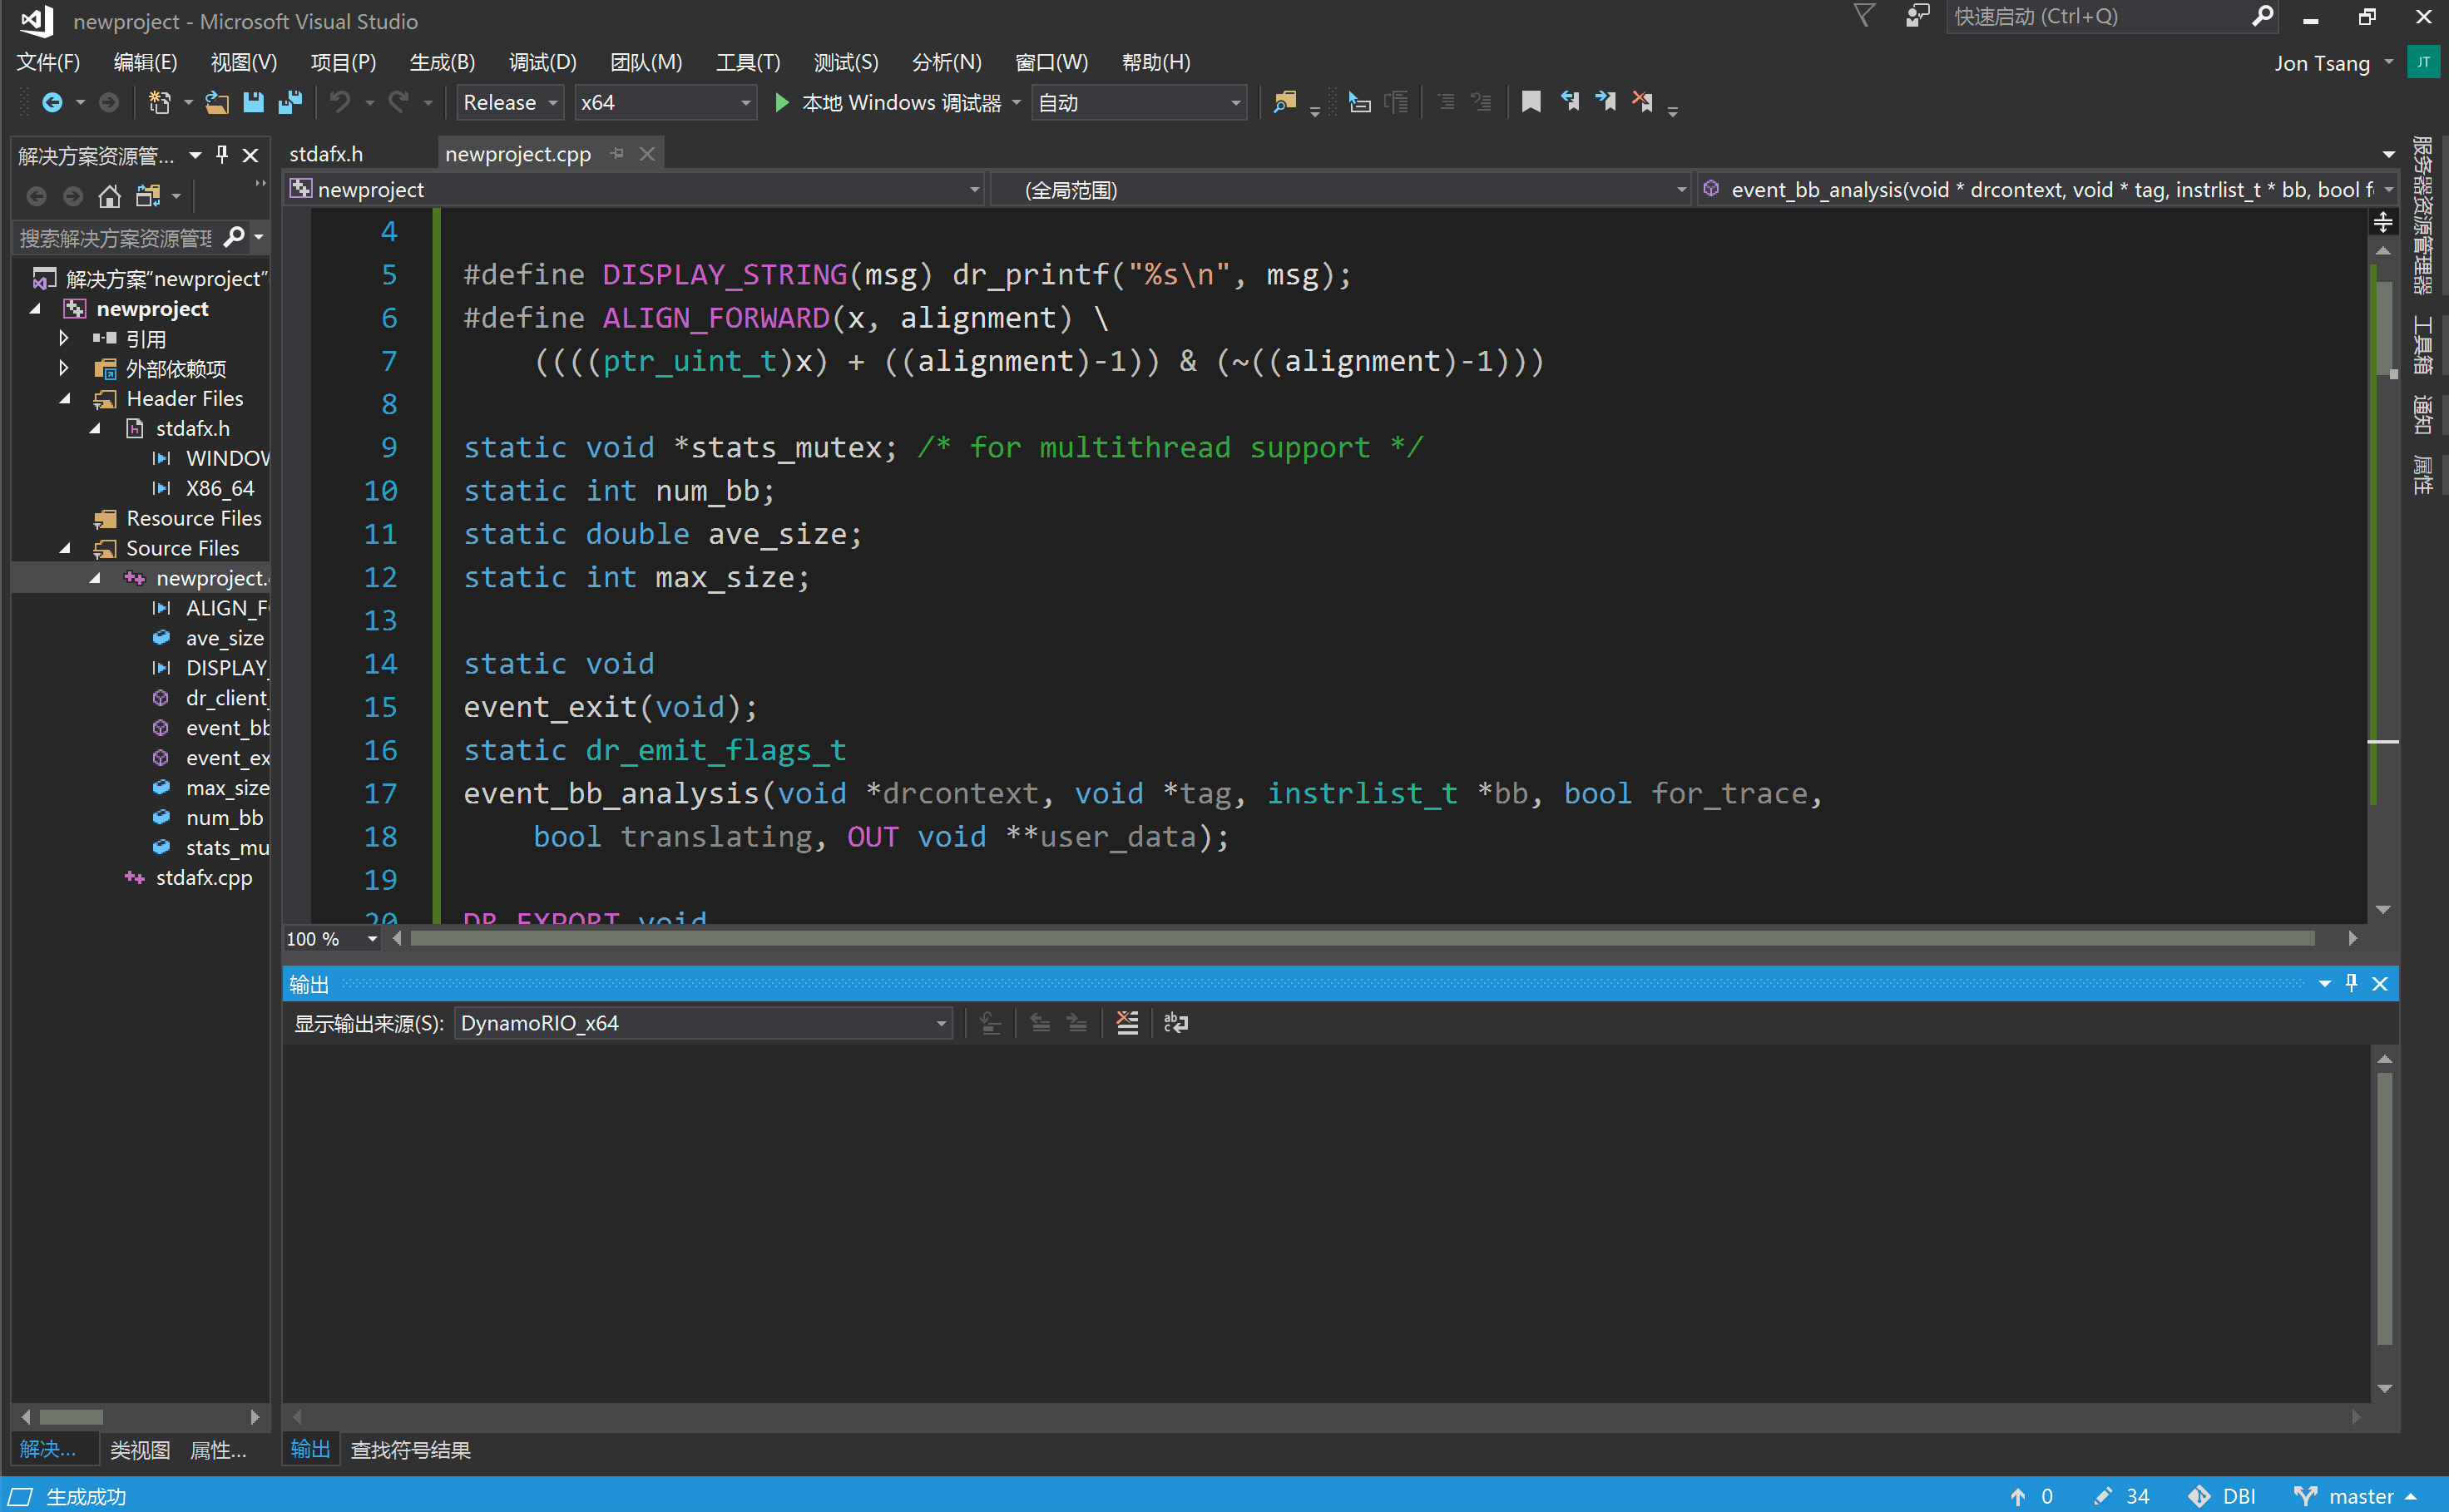 newproject - Microsoft Visual Studio
快速启动 (Ctrl+Q)
文件(F) 编辑(E) 视图(V) 项目(P) 生成(B) 调试(D) 团队(M) 工具(T) 测试(S) 分析(N) 窗口(W) 帮助(H)
Jon Tsang JT
Release x64 本地 Windows 调试器 自动
解决方案资源管...
搜索解决方案资源管理
解决方案“newproject”
newproject
引用
外部依赖项
Header Files
stdafx.h
WINDOW
X86_64
Resource Files
Source Files
newproject.
ALIGN_FO
ave_size
DISPLAY_
dr_client_
event_bb
event_ex
max_size
num_bb
stats_mu
stdafx.cpp
解决... 类视图 属性...
stdafx.h newproject.cpp
newproject (全局范围) event_bb_analysis(void * drcontext, void * tag, instrlist_t * bb, bool f
4
5 #define DISPLAY_STRING(msg) dr_printf("%s\n", msg);
6 #define ALIGN_FORWARD(x, alignment) \
7 ((((ptr_uint_t)x) + ((alignment)-1)) & (~((alignment)-1)))
8
9 static void *stats_mutex; /* for multithread support */
10 static int num_bb;
11 static double ave_size;
12 static int max_size;
13
14 static void
15 event_exit(void);
16 static dr_emit_flags_t
17 event_bb_analysis(void *drcontext, void *tag, instrlist_t *bb, bool for_trace,
18 bool translating, OUT void **user_data);
19
20 DR_EXPORT void
100 %
输出
显示输出来源(S): DynamoRIO_x64
输出 查找符号结果
服务器资源管理器
工具箱
通知
属性
生成成功 0 34 DBI master